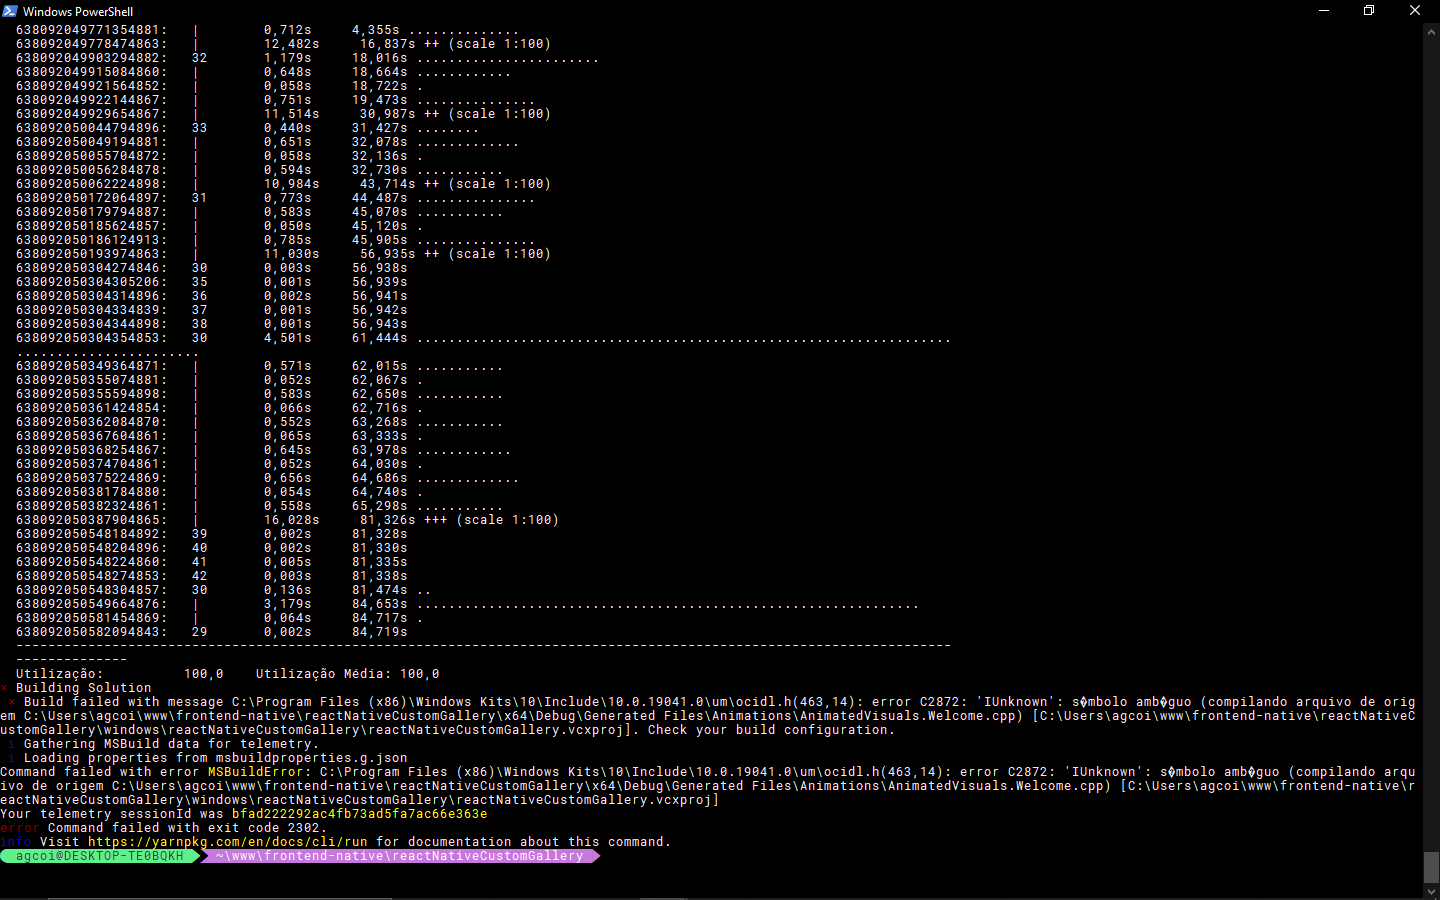 Windows PowerShell
638092049771354881:   |        0,712s     4,355s ..............
638092049778474863:   |        12,482s     16,837s ++ (scale 1:100)
638092049903294882:   32       1,179s     18,016s .......................
638092049915084860:   |        0,648s     18,664s ............
638092049921564852:   |        0,058s     18,722s .
638092049922144867:   |        0,751s     19,473s ...............
638092049929654867:   |        11,514s     30,987s ++ (scale 1:100)
638092050044794896:   33       0,440s     31,427s ........
638092050049194881:   |        0,651s     32,078s .............
638092050055704872:   |        0,058s     32,136s .
638092050056284878:   |        0,594s     32,730s ...........
638092050062224898:   |        10,984s     43,714s ++ (scale 1:100)
638092050172064897:   31       0,773s     44,487s ...............
638092050179794887:   |        0,583s     45,070s ...........
638092050185624857:   |        0,050s     45,120s .
638092050186124913:   |        0,785s     45,905s ...............
638092050193974863:   |        11,030s     56,935s ++ (scale 1:100)
638092050304274846:   30       0,003s     56,938s
638092050304305206:   35       0,001s     56,939s
638092050304314896:   36       0,002s     56,941s
638092050304334839:   37       0,001s     56,942s
638092050304344898:   38       0,001s     56,943s
638092050304354853:   30       4,501s     61,444s ...................................................................
.......................
638092050349364871:   |        0,571s     62,015s ...........
638092050355074881:   |        0,052s     62,067s .
638092050355594898:   |        0,583s     62,650s ...........
638092050361424854:   |        0,066s     62,716s .
638092050362084870:   |        0,552s     63,268s ...........
638092050367604861:   |        0,065s     63,333s .
638092050368254867:   |        0,645s     63,978s ............
638092050374704861:   |        0,052s     64,030s .
638092050375224869:   |        0,656s     64,686s .............
638092050381784880:   |        0,054s     64,740s .
638092050382324861:   |        0,558s     65,298s ...........
638092050387904865:   |        16,028s     81,326s +++ (scale 1:100)
638092050548184892:   39       0,002s     81,328s
638092050548204896:   40       0,002s     81,330s
638092050548224860:   41       0,005s     81,335s
638092050548274853:   42       0,003s     81,338s
638092050548304857:   30       0,136s     81,474s ..
638092050549664876:   |        3,179s     84,653s ...............................................................
638092050581454869:   |        0,064s     84,717s .
638092050582094843:   29       0,002s     84,719s
---------------------------------------------------------------------------------------------------------------------
--------------
Utilização:          100,0    Utilização Média: 100,0
× Building Solution
× Build failed with message C:\Program Files (x86)\Windows Kits\10\Include\10.0.19041.0\um\ocidl.h(463,14): error C2872: 'IUnknown': s�mbolo amb�guo (compilando arquivo de orig
em C:\Users\agcoi\www\frontend-native\reactNativeCustomGallery\x64\Debug\Generated Files\Animations\AnimatedVisuals.Welcome.cpp) [C:\Users\agcoi\www\frontend-native\reactNativeC
ustomGallery\windows\reactNativeCustomGallery\reactNativeCustomGallery.vcxproj]. Check your build configuration.
i Gathering MSBuild data for telemetry.
i Loading properties from msbuildproperties.g.json
Command failed with error MSBuildError: C:\Program Files (x86)\Windows Kits\10\Include\10.0.19041.0\um\ocidl.h(463,14): error C2872: 'IUnknown': s�mbolo amb�guo (compilando arqu
ivo de origem C:\Users\agcoi\www\frontend-native\reactNativeCustomGallery\x64\Debug\Generated Files\Animations\AnimatedVisuals.Welcome.cpp) [C:\Users\agcoi\www\frontend-native\r
eactNativeCustomGallery\windows\reactNativeCustomGallery\reactNativeCustomGallery.vcxproj]
Your telemetry sessionId was bfad222292ac4fb73ad5fa7ac66e363e
error Command failed with exit code 2302.
info Visit https://yarnpkg.com/en/docs/cli/run for documentation about this command.
agcoi@DESKTOP-TE0BQKH  ~\www\frontend-native\reactNativeCustomGallery